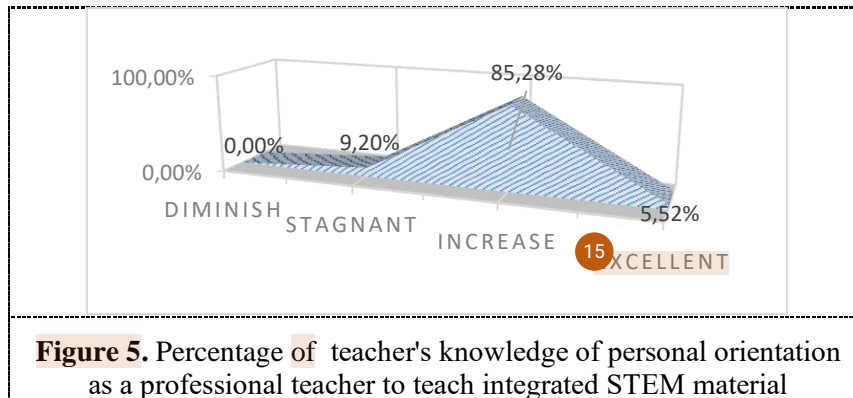 85,28%
100,00%
0,00% 9,20%
0,00%
5,52%
DIMINISH
STAGNANT
INCREASE
15
XCELLENT
Figure 5. Percentage of teacher's knowledge of personal orientation
as a professional teacher to teach integrated STEM material